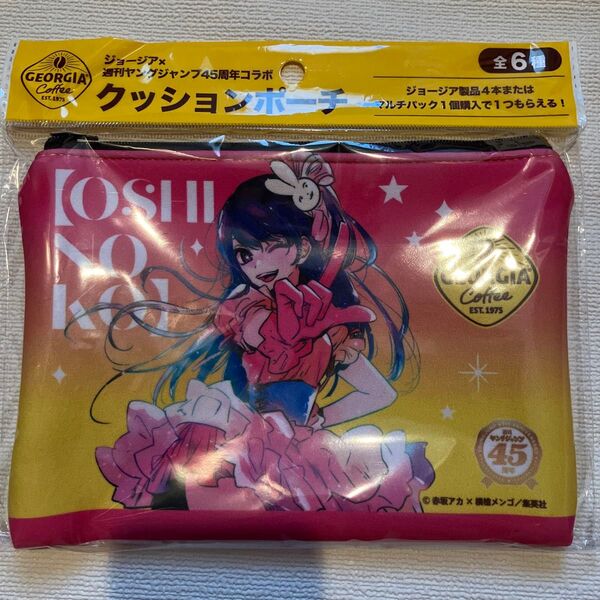 GEORGIA
Coffee
EST. 1975
ジョージア×
週刊ヤングジャンプ45周年コラボ
クッションポーチ
全6種
ジョージア製品4本または
マルチパック1個購入で1つもらえる!
【OSHI
NO
KO】
GEORGIA
Coffee
EST. 1975
週刊
ヤングジャンプ
45
周年
©赤坂アカ×横槍メンゴ/集英社